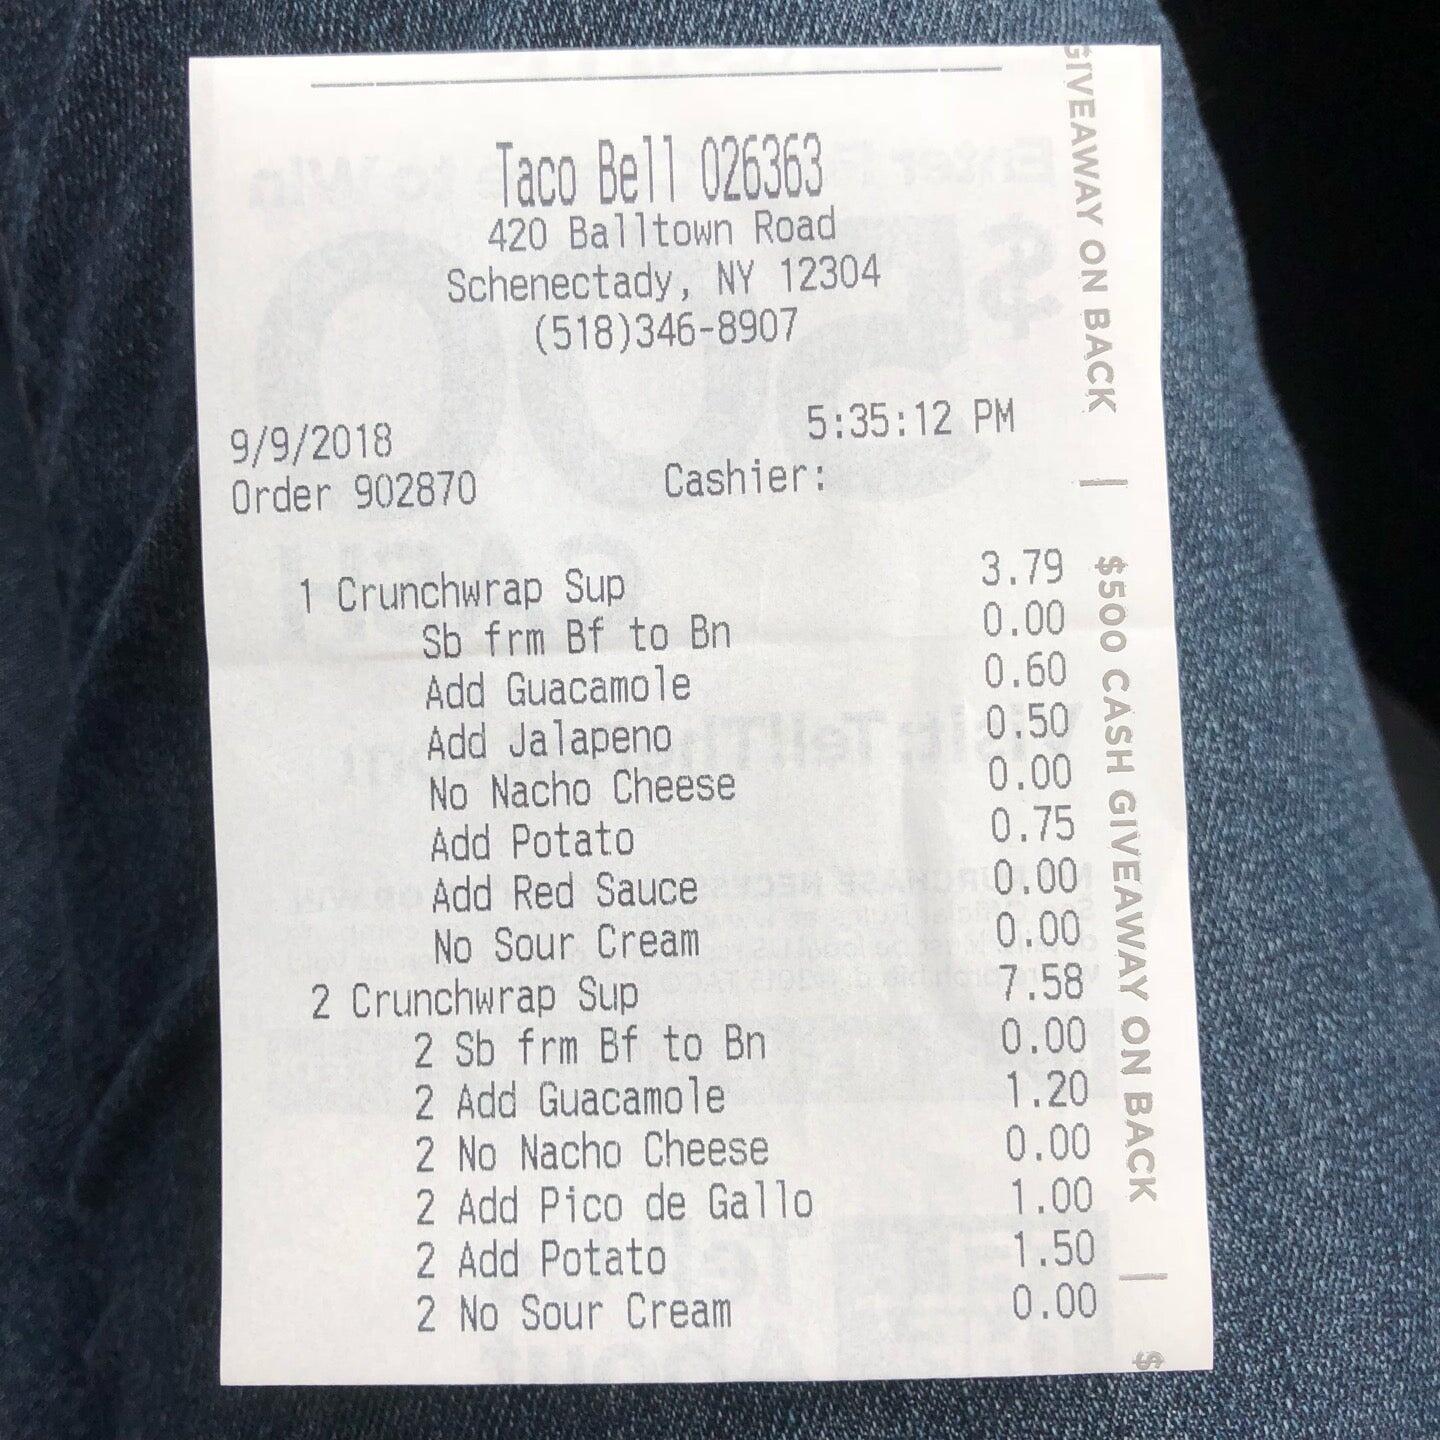 Taco Bell 026363
420 Balltown Road
Schenectady, NY 12304
(518)346-8907
9/9/2018 5:35:12 PM
Order 902870 Cashier:
1 Crunchwrap Sup 3.79
Sb frm Bf to Bn 0.00
Add Guacamole 0.60
Add Jalapeno 0.50
No Nacho Cheese 0.00
Add Potato 0.75
Add Red Sauce 0.00
No Sour Cream 0.00
2 Crunchwrap Sup 7.58
2 Sb frm Bf to Bn 0.00
2 Add Guacamole 1.20
2 No Nacho Cheese 0.00
2 Add Pico de Gallo 1.00
2 Add Potato 1.50
2 No Sour Cream 0.00
GIVEAWAY ON BACK | $500 CASH GIVEAWAY ON BACK | $